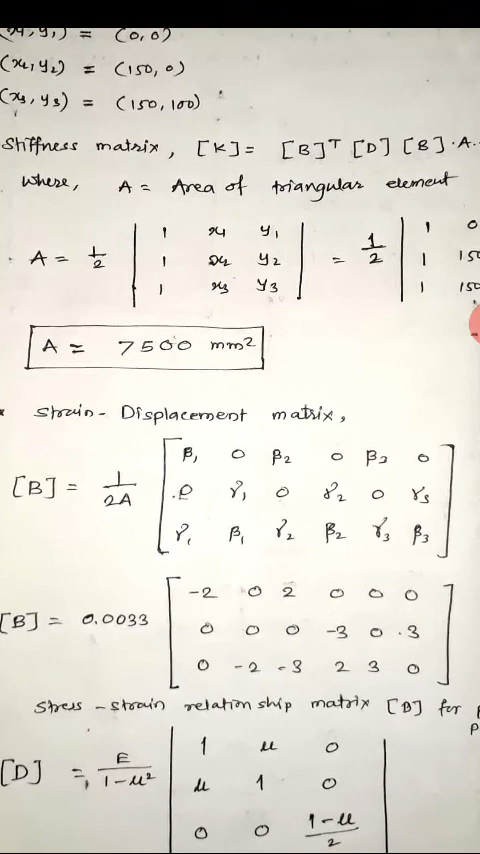 (x1, y1) = (0,0)
(x2, y2) = (150, 0)
(x3, y3) = (150, 100)
Stiffness matrix, [K] = [B]ᵀ [D] [B] · A ·
Where, A = Area of triangular element
A = 1/2 | 1 x1 y1 | = 1/2 | 1 0
1 x2 y2 1 150
1 x3 y3 1 150
A = 7500 mm²
Strain - Displacement matrix,
[B] = 1/2A [ β1 0 β2 0 β3 0
0 γ1 0 γ2 0 γ3
γ1 β1 γ2 β2 γ3 β3 ]
[B] = 0.0033 [ -2 0 2 0 0 0
0 0 0 -3 0 3
0 -2 -3 2 3 0 ]
Stress - strain relationship matrix [B] for
[D] = E/1-μ² | 1 μ 0
μ 1 0
0 0 1-μ/2 |